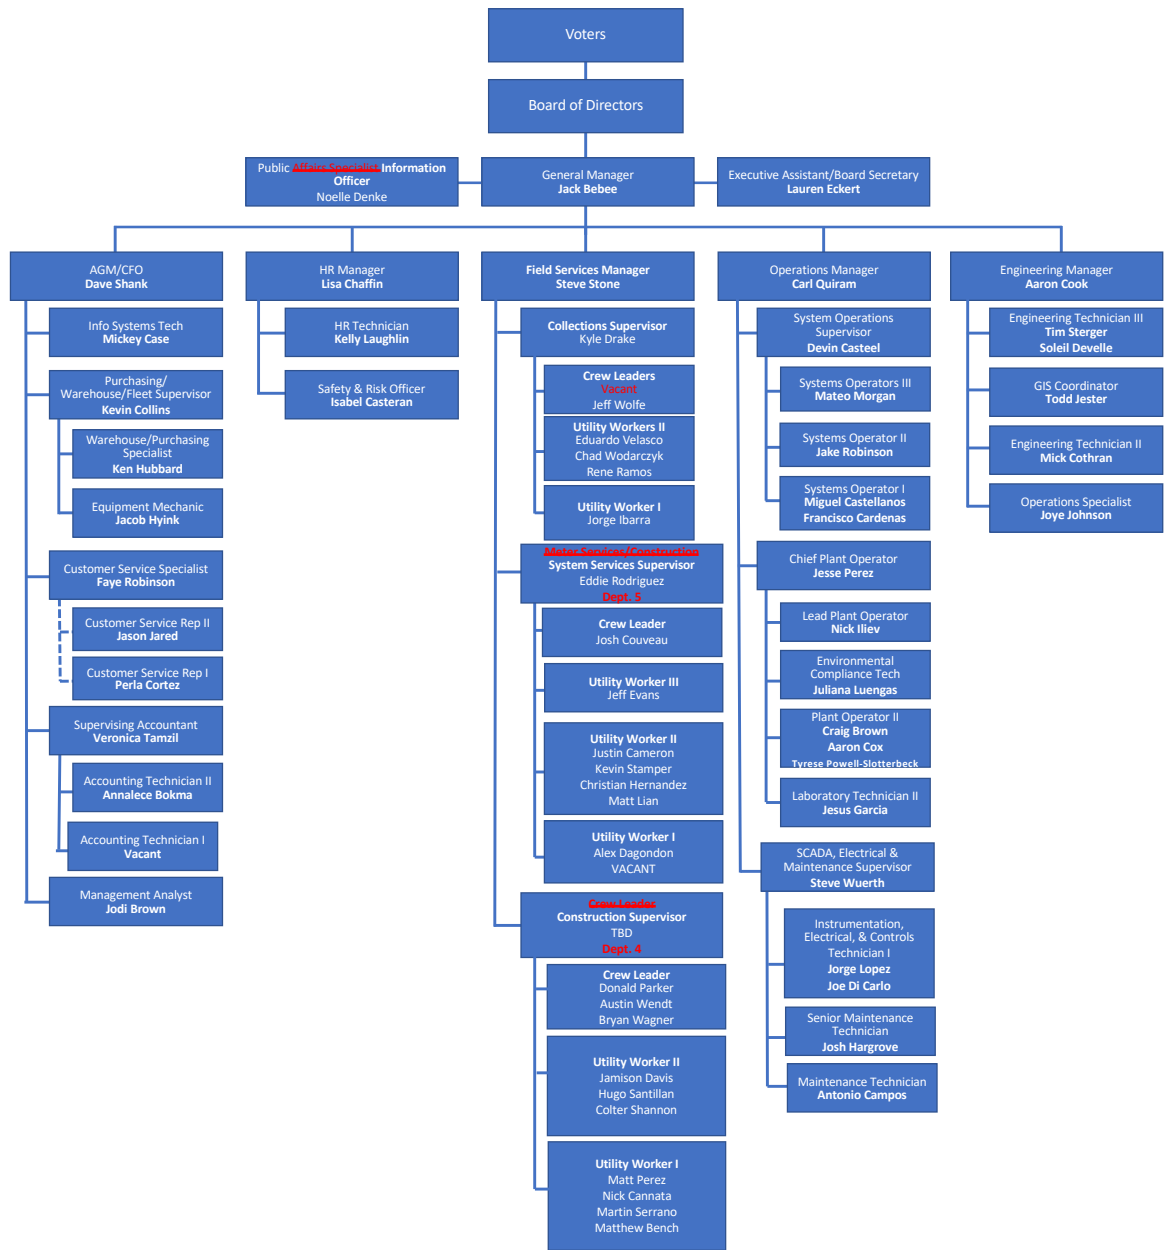 Voters
Board of Directors
Public Affairs Specialist Information
Officer
Noelle Denke
General Manager
Jack Bebee
Executive Assistant/Board Secretary
Lauren Eckert
AGM/CFO
Dave Shank
Info Systems Tech
Mickey Case
Purchasing/
Warehouse/Fleet Supervisor
Kevin Collins
Warehouse/Purchasing
Specialist
Ken Hubbard
Equipment Mechanic
Jacob Hyink
Customer Service Specialist
Faye Robinson
Customer Service Rep II
Jason Jared
Customer Service Rep I
Perla Cortez
Supervising Accountant
Veronica Tamzil
Accounting Technician II
Annalece Bokma
Accounting Technician I
Vacant
Management Analyst
Jodi Brown
HR Manager
Lisa Chaffin
HR Technician
Kelly Laughlin
Safety & Risk Officer
Isabel Casteran
Field Services Manager
Steve Stone
Collections Supervisor
Kyle Drake
Crew Leaders
Vacant
Jeff Wolfe
Utility Workers II
Eduardo Velasco
Chad Wodarczyk
Rene Ramos
Utility Worker I
Jorge Ibarra
Meter Services/Construction
System Services Supervisor
Eddie Rodriguez
Dept. 5
Crew Leader
Josh Couveau
Utility Worker III
Jeff Evans
Utility Worker II
Justin Cameron
Kevin Stamper
Christian Hernandez
Matt Lian
Utility Worker I
Alex Dagondon
VACANT
Crew Leader
Construction Supervisor
TBD
Dept. 4
Crew Leader
Donald Parker
Austin Wendt
Bryan Wagner
Utility Worker II
Jamison Davis
Hugo Santillan
Colter Shannon
Utility Worker I
Matt Perez
Nick Cannata
Martin Serrano
Matthew Bench
Operations Manager
Carl Quiram
System Operations
Supervisor
Devin Casteel
Systems Operators III
Mateo Morgan
Systems Operator II
Jake Robinson
Systems Operator I
Miguel Castellanos
Francisco Cardenas
Chief Plant Operator
Jesse Perez
Lead Plant Operator
Nick Iliev
Environmental
Compliance Tech
Juliana Luengas
Plant Operator II
Craig Brown
Aaron Cox
Tyrese Powell-Slotterbeck
Laboratory Technician II
Jesus Garcia
SCADA, Electrical &
Maintenance Supervisor
Steve Wuerth
Instrumentation,
Electrical, & Controls
Technician I
Jorge Lopez
Joe Di Carlo
Senior Maintenance
Technician
Josh Hargrove
Maintenance Technician
Antonio Campos
Engineering Manager
Aaron Cook
Engineering Technician III
Tim Sterger
Soleil Develle
GIS Coordinator
Todd Jester
Engineering Technician II
Mick Cothran
Operations Specialist
Joye Johnson